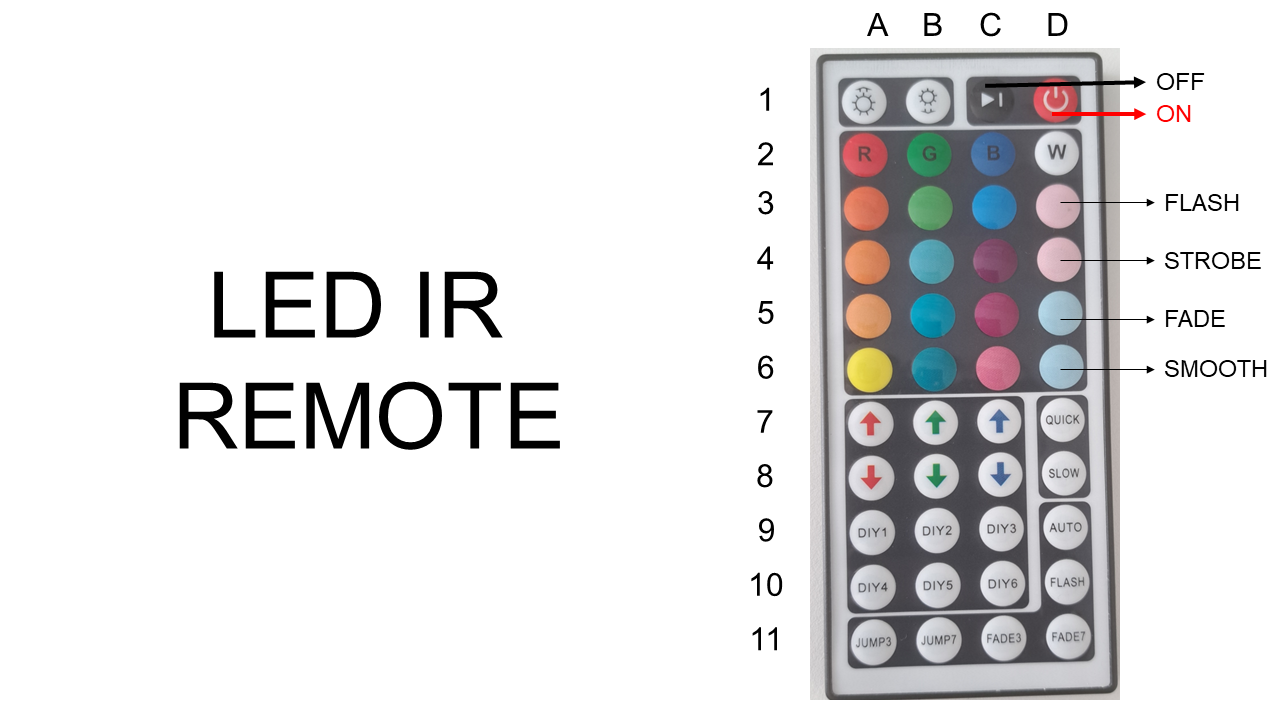 A B C D
1 OFF
ON
2 R G B W
3 FLASH
4 STROBE
5 FADE
6 SMOOTH
LED IR
REMOTE
7 QUICK
8 SLOW
9 DIY1 DIY2 DIY3 AUTO
10 DIY4 DIY5 DIY6 FLASH
11 JUMP3 JUMP7 FADE3 FADE7